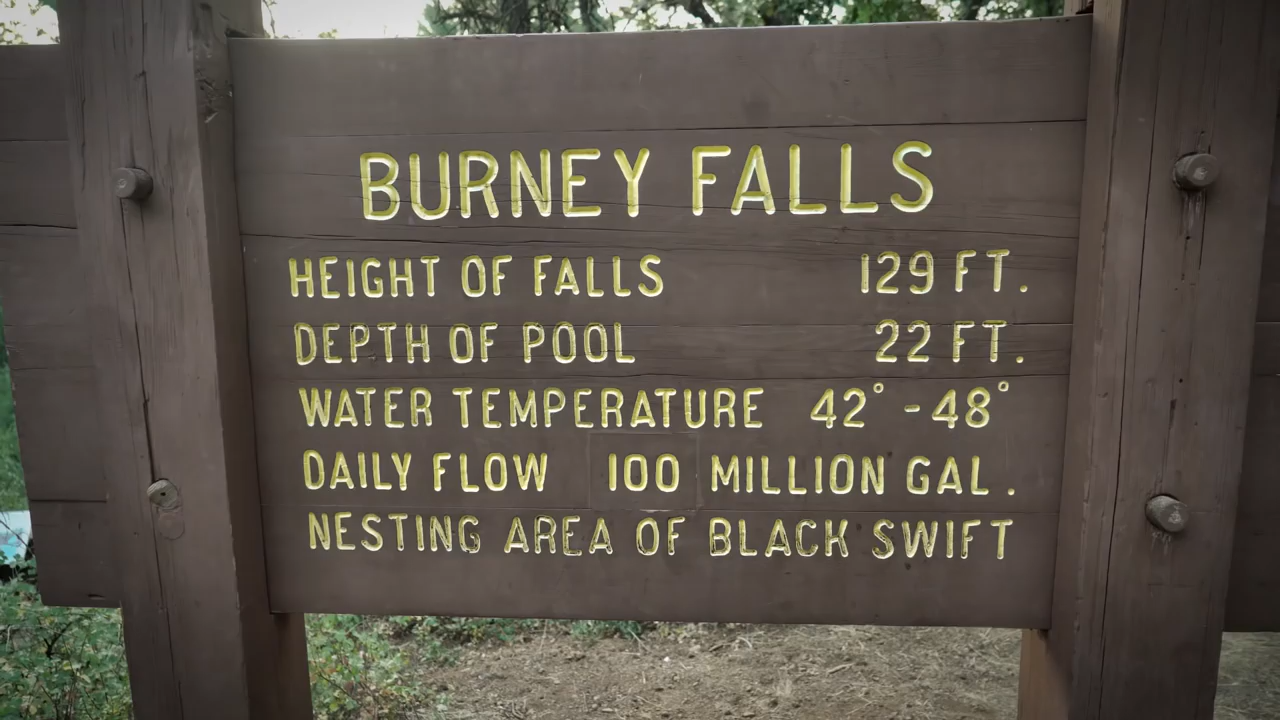 BURNEY FALLS
HEIGHT OF FALLS 129 FT.
DEPTH OF POOL 22 FT.
WATER TEMPERATURE 42° - 48°
DAILY FLOW 100 MILLION GAL.
NESTING AREA OF BLACK SWIFT